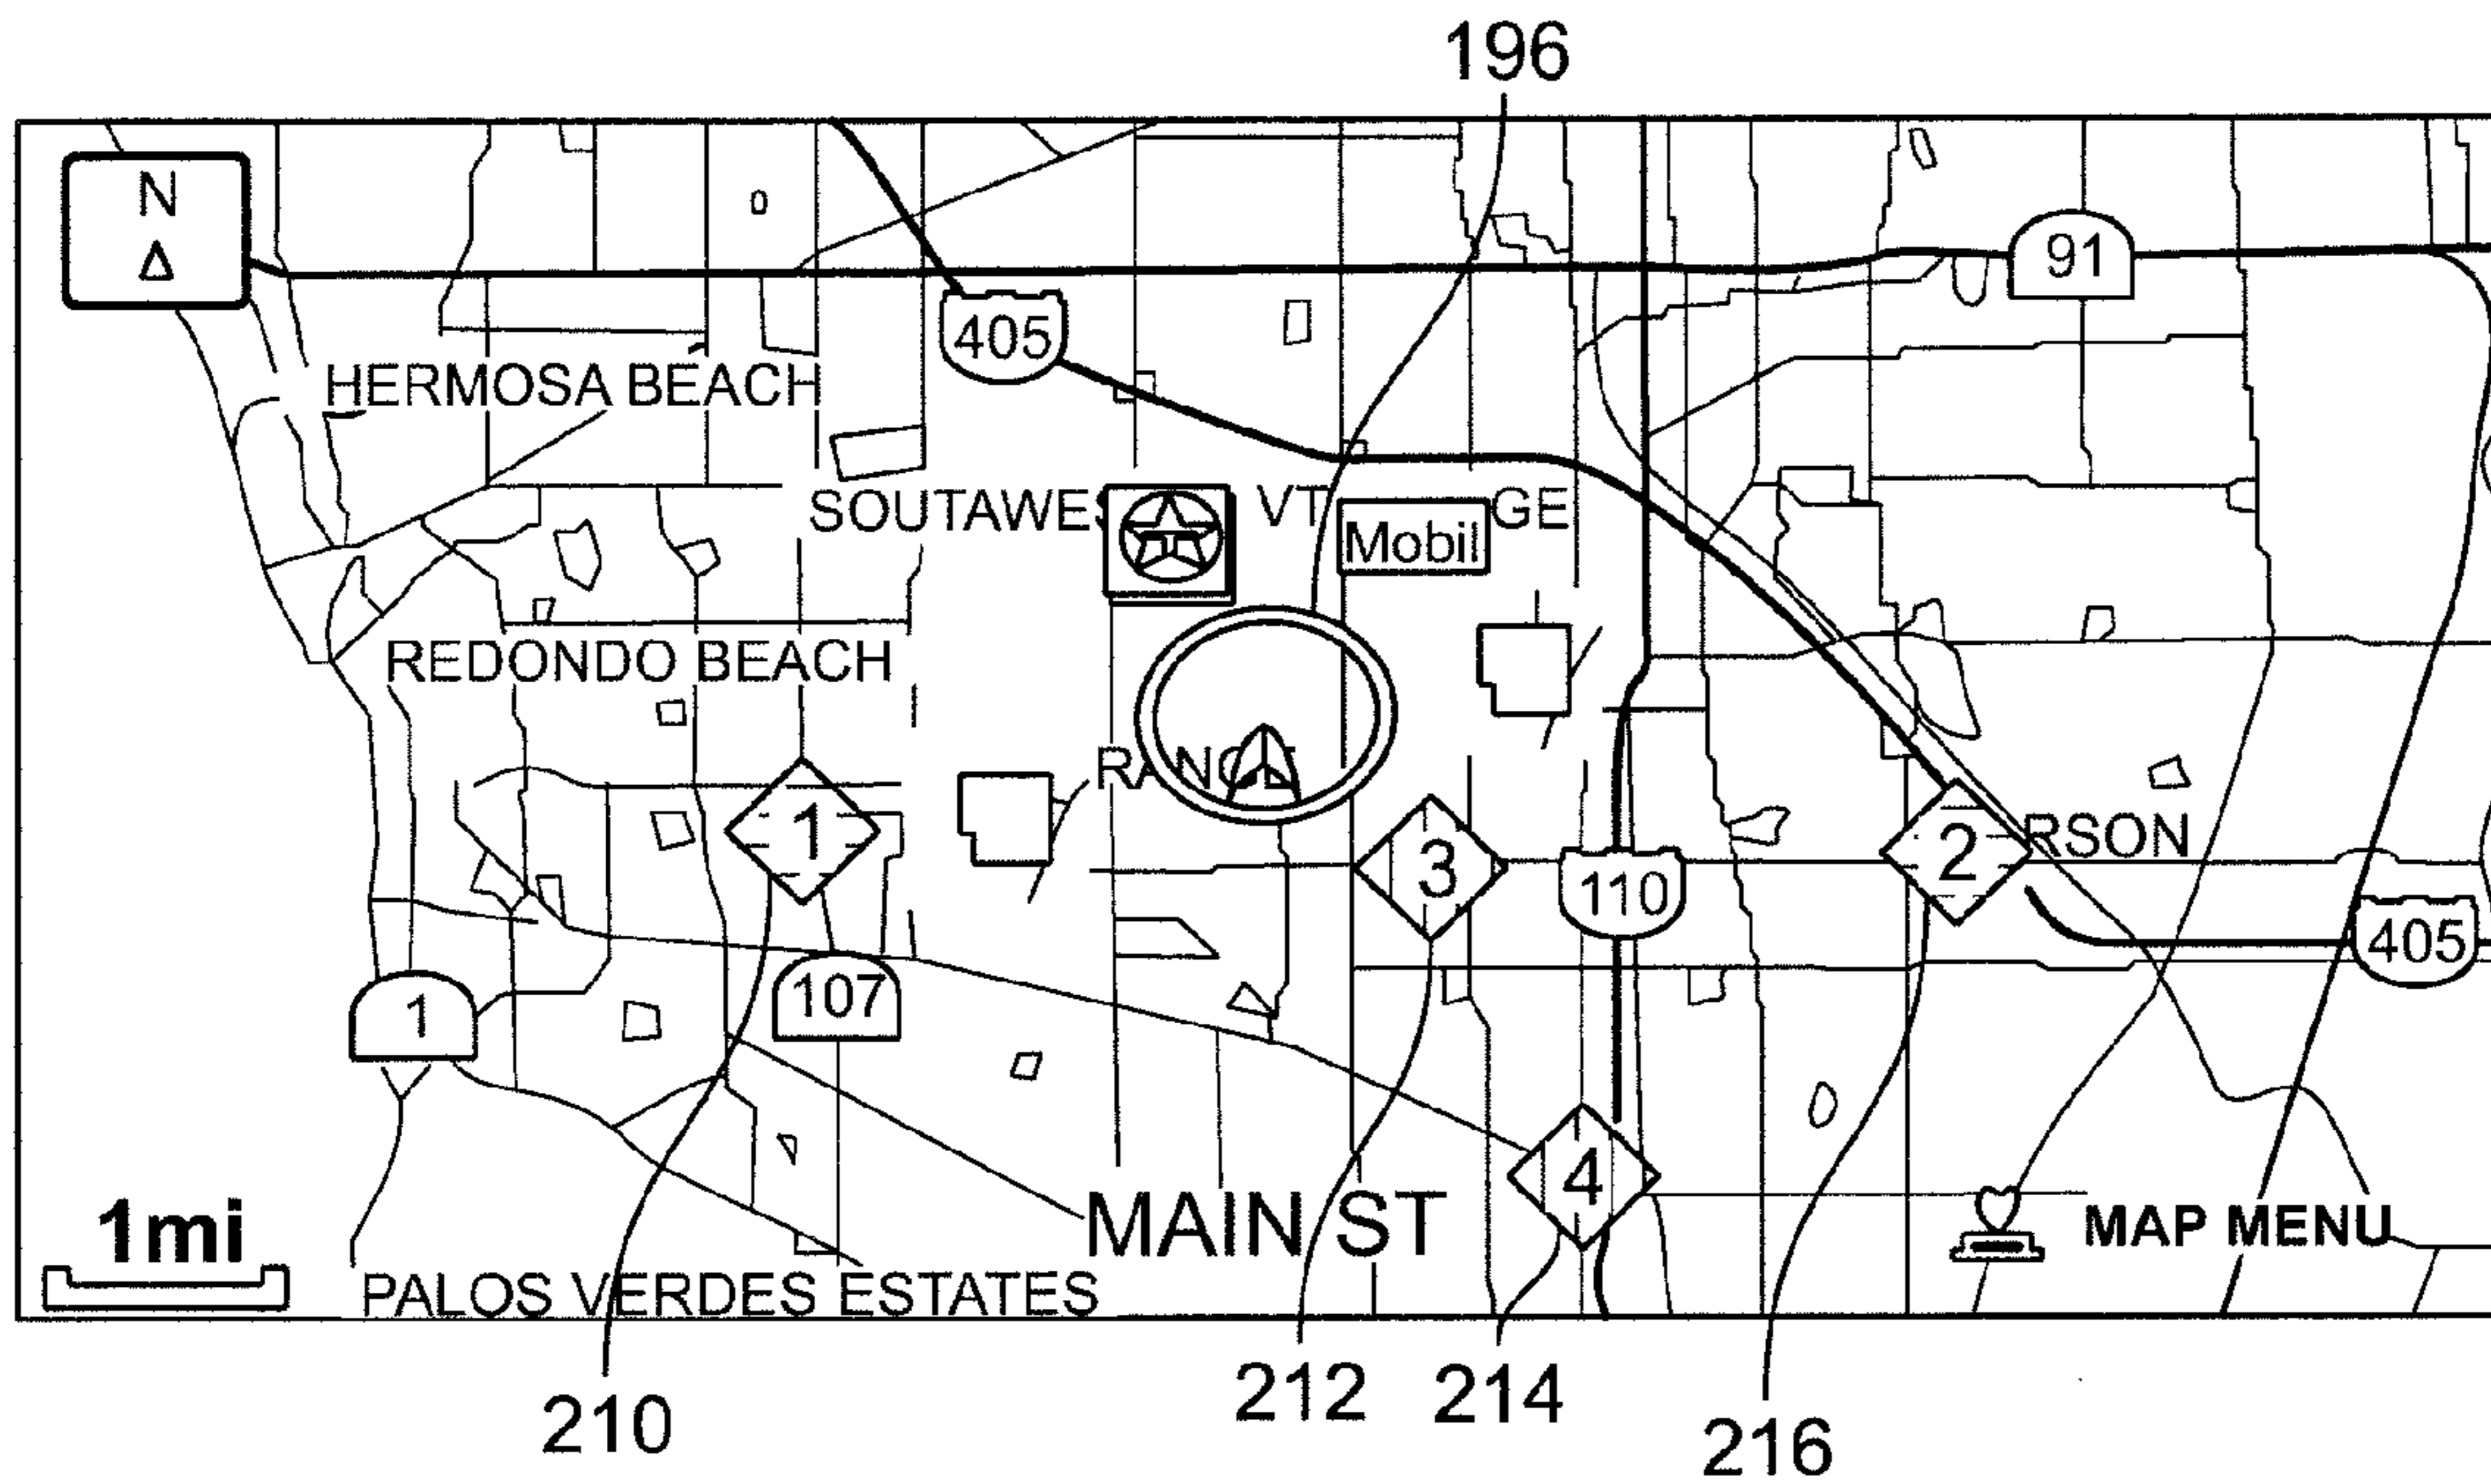 196
N
91
405
HERMOSA BEACH
SOUTAWES VT GE
Mobil
REDONDO BEACH
RANGE
1
3
2
RSON
110
405
107
1
4
1mi
MAIN ST
MAP MENU
PALOS VERDES ESTATES
212
214
210
216